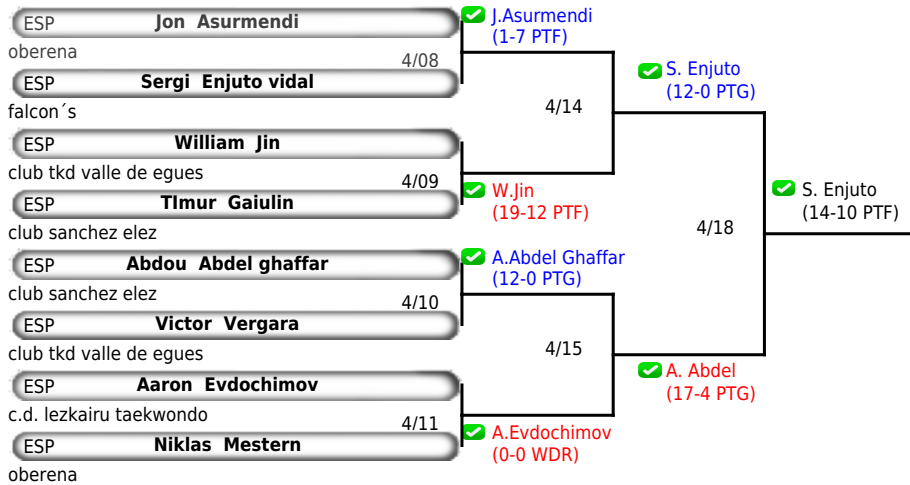 ESP Jon Asurmendi
oberena
4/08
ESP Sergi Enjuto vidal
falcon´s
ESP William Jin
club tkd valle de egues
4/09
ESP TImur Gaiulin
club sanchez elez
ESP Abdou Abdel ghaffar
club sanchez elez
4/10
ESP Victor Vergara
club tkd valle de egues
ESP Aaron Evdochimov
c.d. lezkairu taekwondo
4/11
ESP Niklas Mestern
oberena
J.Asurmendi
(1-7 PTF)
4/14
W.Jin
(19-12 PTF)
A.Abdel Ghaffar
(12-0 PTG)
4/15
A.Evdochimov
(0-0 WDR)
S. Enjuto
(12-0 PTG)
4/18
A. Abdel
(17-4 PTG)
S. Enjuto
(14-10 PTF)